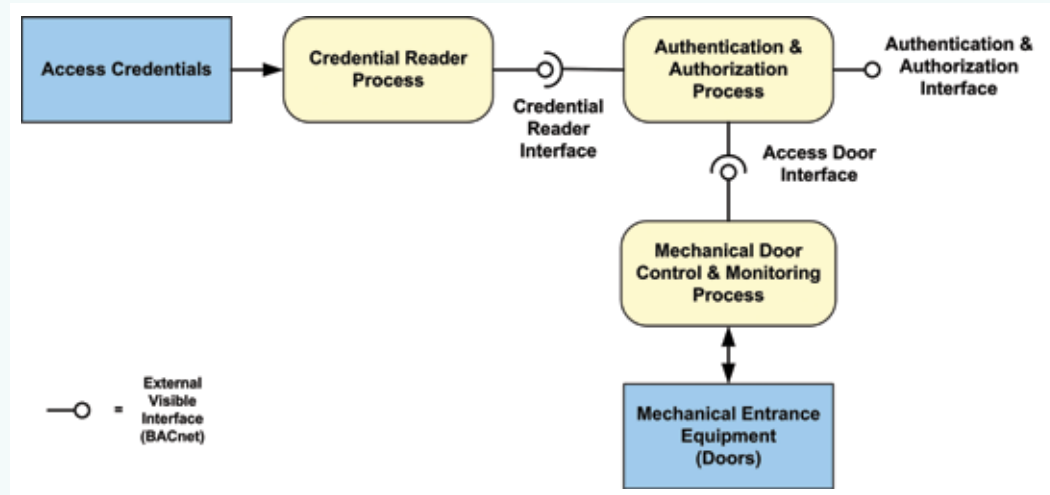 Access Credentials
Credential Reader
Process
Authentication &
Authorization
Process
Authentication &
Authorization
Interface
Credential
Reader
Interface
Access Door
Interface
Mechanical Door
Control & Monitoring
Process
External
Visible
Interface
(BACnet)
=
Mechanical Entrance
Equipment
(Doors)